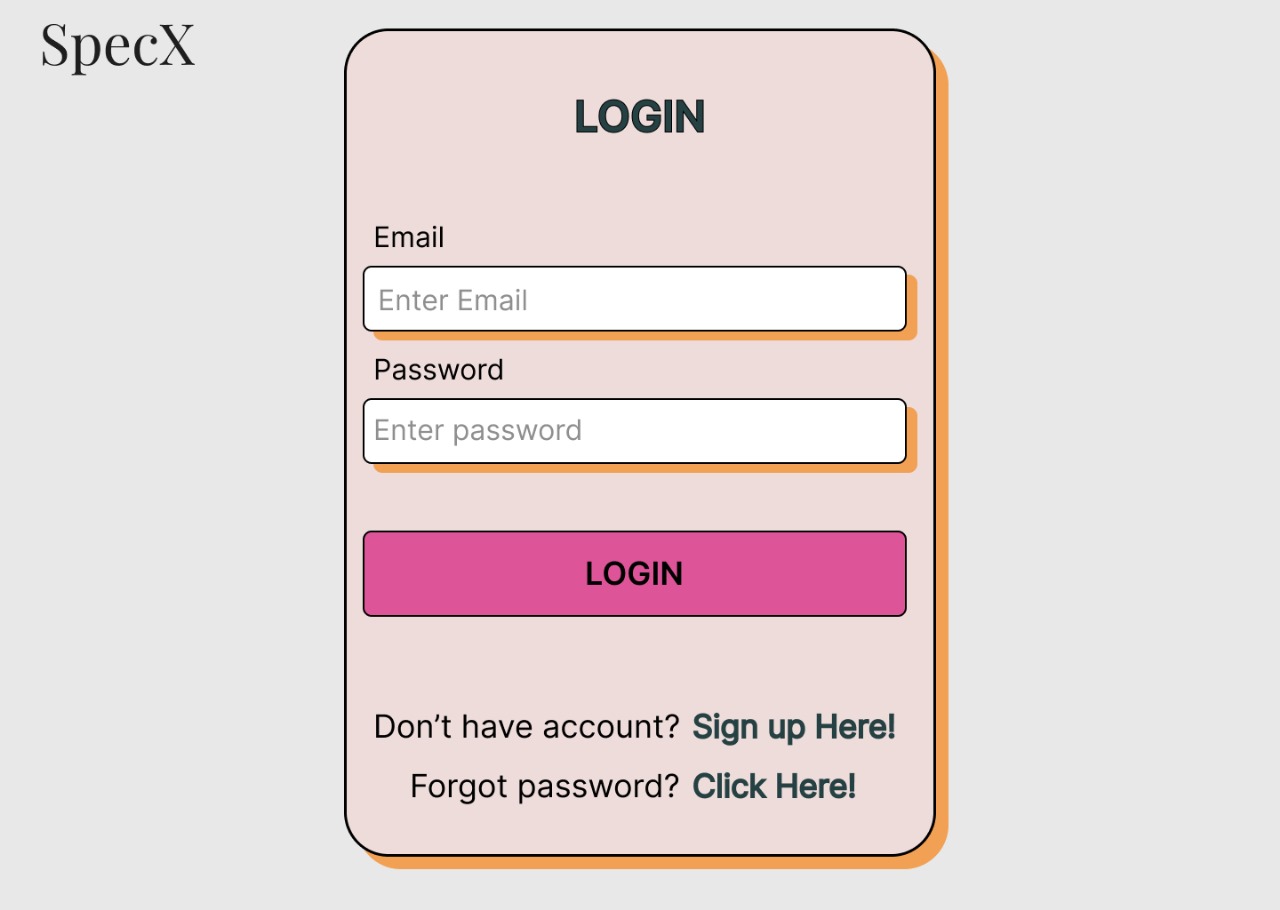 SpecX
LOGIN
Email
Enter Email
Password
Enter password
LOGIN
Don’t have account? Sign up Here!
Forgot password? Click Here!